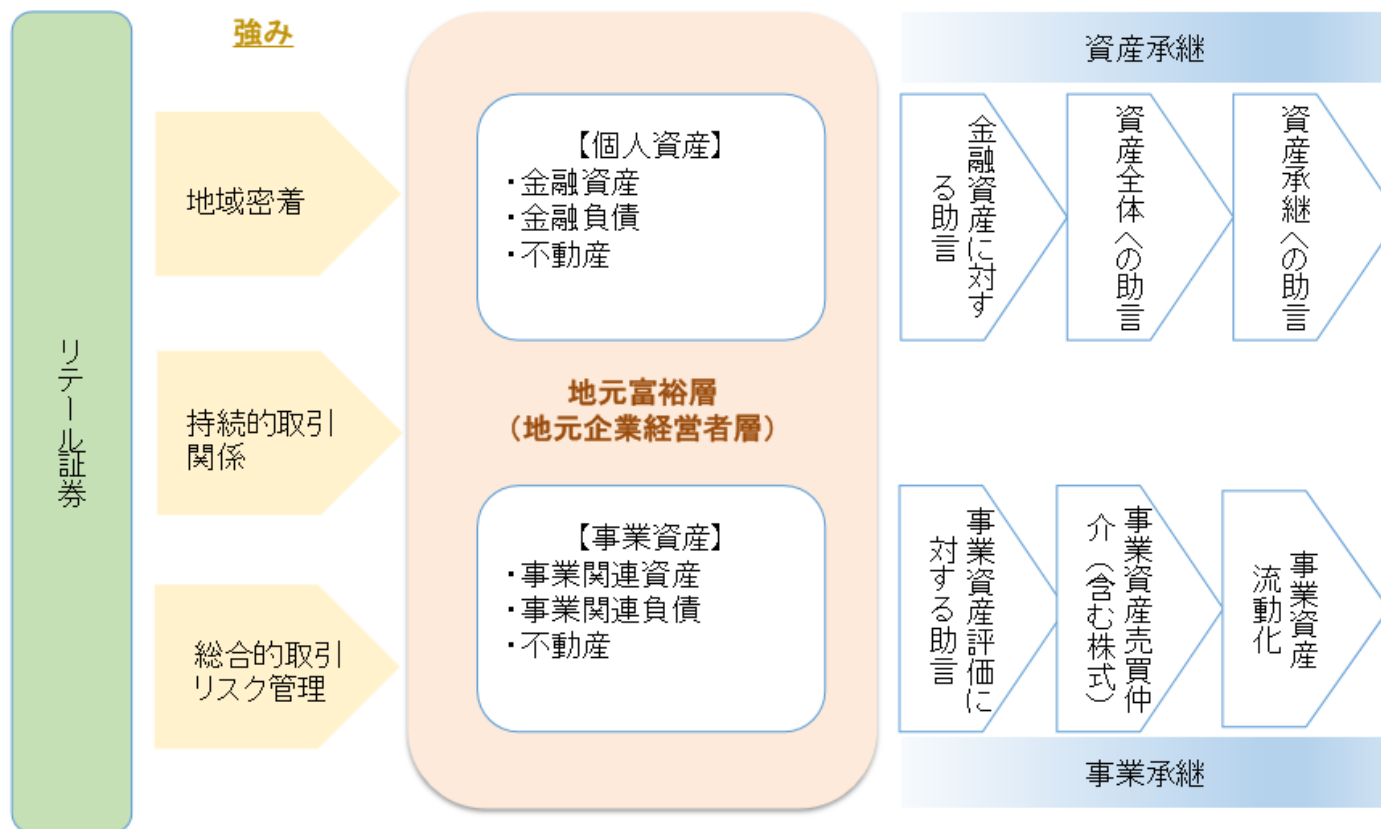 リテール証券
強み
地域密着
持続的取引
関係
総合的取引
リスク管理
【個人資産】
・金融資産
・金融負債
・不動産
地元富裕層
（地元企業経営者層）
【事業資産】
・事業関連資産
・事業関連負債
・不動産
資産承継
金融資産に対す
る助言
資産全体への助言
資産承継への助言
事業資産評価に
対する助言
事業資産売買仲
介（含む株式）
事業資産
流動化
事業承継